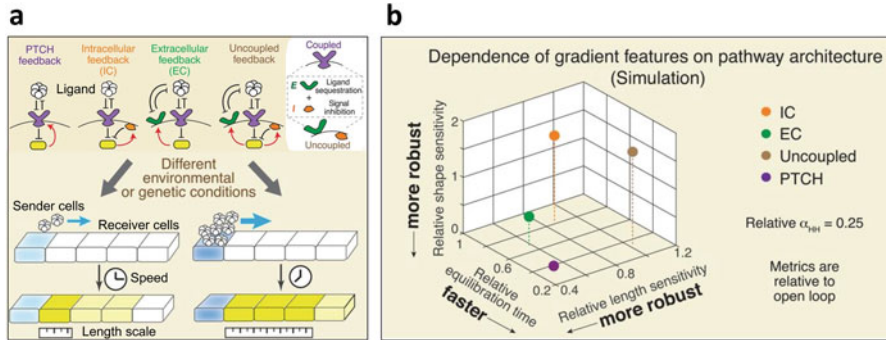 a
PTCH
feedback
Intracellular
feedback
(IC)
Extracellular
feedback
(EC)
Uncoupled
feedback
Coupled
Ligand
E
Ligand
sequestration
+
I
Signal
inhibition
Uncoupled
Different
environmental
or genetic conditions
Sender cells
Receiver cells
Speed
Length scale
b
Dependence of gradient features on pathway architecture
(Simulation)
more robust
Relative shape sensitivity
2
1
0
1
0.6
0.2
Relative
equilibration time
faster
0.4
0.8
1.2
Relative length sensitivity
more robust
IC
EC
Uncoupled
PTCH
Relative αHH = 0.25
Metrics are
relative to
open loop